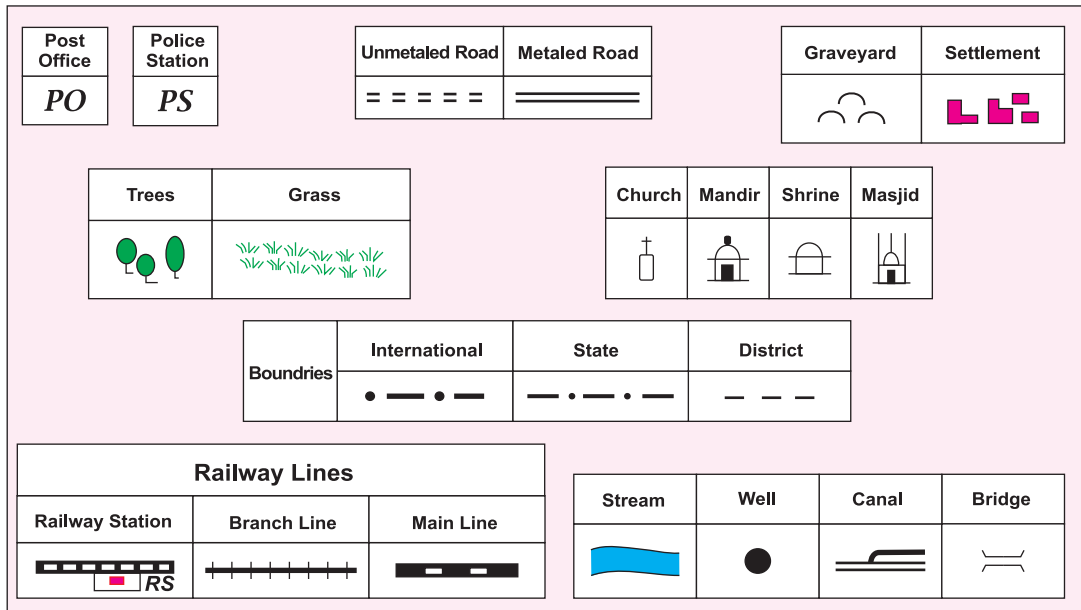 Post
Office
PO
Police
Station
PS
Unmetaled Road
Metaled Road
Graveyard
Settlement
Trees
Grass
Church
Mandir
Shrine
Masjid
Boundries
International
State
District
Railway Lines
Railway Station
Branch Line
Main Line
RS
Stream
Well
Canal
Bridge